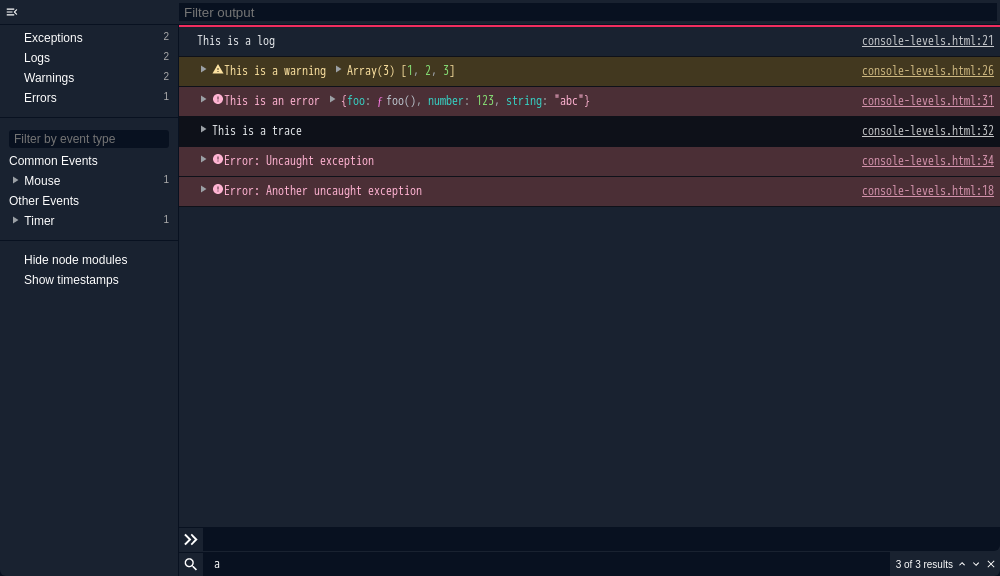 Filter output
Exceptions 2
Logs 2
Warnings 2
Errors 1
Filter by event type
Common Events
Mouse 1
Other Events
Timer 1
Hide node modules
Show timestamps
This is a log console-levels.html:21
This is a warning Array(3) [1, 2, 3] console-levels.html:26
This is an error {foo: ƒ foo(), number: 123, string: "abc"} console-levels.html:31
This is a trace console-levels.html:32
Error: Uncaught exception console-levels.html:34
Error: Another uncaught exception console-levels.html:18
a 3 of 3 results